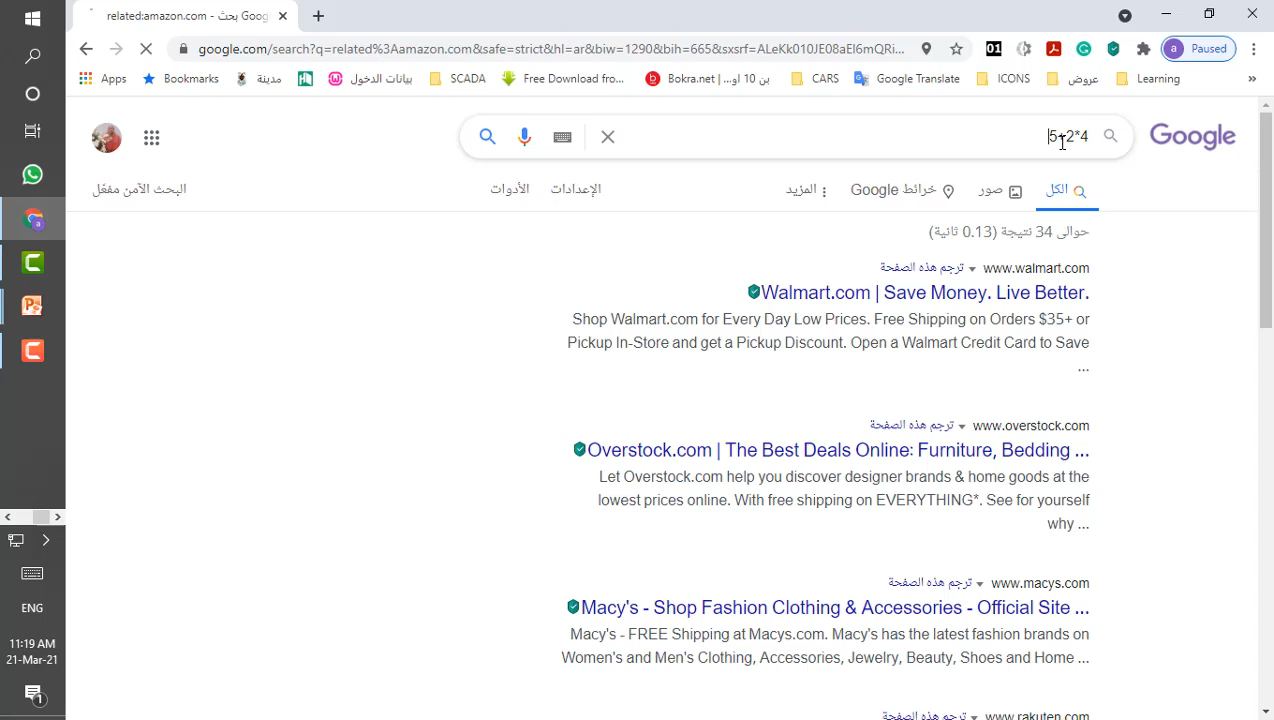 related:amazon.com - بحث Goog
google.com/search?q=related%3Aamazon.com&safe=strict&hl=ar&biw=1290&bih=665&sxsrf=ALeKk010JE08aEl6mQRi...
01
a Paused
Apps
Bookmarks
مدينة
بيانات الدخول
SCADA
Free Download fro...
Bokra.net | ...بن 10 او
CARS
Google Translate
ICONS
عروض
Learning
»
5+2*4
Google
الكل
صور
خرائط Google
المزيد
الإعدادات
الأدوات
البحث الآمن مفعّل
حوالى 34 نتيجة (0.13 ثانية)
www.walmart.com ترجم هذه الصفحة
Walmart.com | Save Money. Live Better.
Shop Walmart.com for Every Day Low Prices. Free Shipping on Orders $35+ or
Pickup In-Store and get a Pickup Discount. Open a Walmart Credit Card to Save
...
www.overstock.com ترجم هذه الصفحة
Overstock.com | The Best Deals Online: Furniture, Bedding ...
Let Overstock.com help you discover designer brands & home goods at the
lowest prices online. With free shipping on EVERYTHING*. See for yourself
why ...
www.macys.com ترجم هذه الصفحة
Macy's - Shop Fashion Clothing & Accessories - Official Site ...
Macy's - FREE Shipping at Macys.com. Macy's has the latest fashion brands on
Women's and Men's Clothing, Accessories, Jewelry, Beauty, Shoes and Home ...
www.rakuten.com ترجم هذه الصفحة
ENG
11:19 AM
21-Mar-21
1